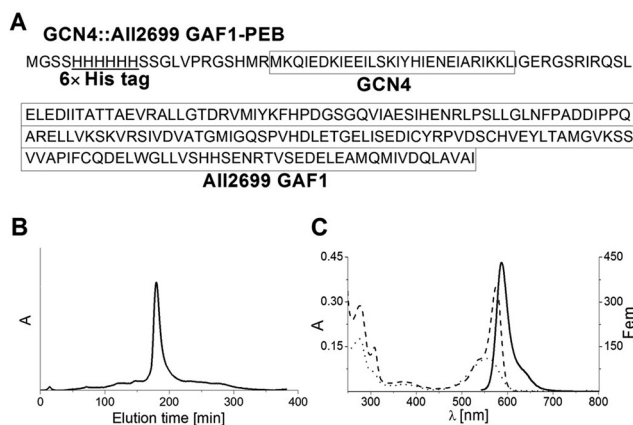 A
GCN4::All2699 GAF1-PEB
MGSSHHHHHHSSGLVPRGSHMRMKQIEDKIEEILSKIYHIENEIARIKKLIGERGSRIRQSL
6× His tag
GCN4
ELEDIITATTAEVRALLGTDRVMIYKFHPDGSGQVIAESIHENRLPSLLGLNFPADDIPPQ
ARELLVKSKVRSIVDVATGMIGQSPVHDLETGELISEDICYRPVDSCHVEYLTAMGVKSS
VVAPIFCQDELWGLLVSHHSENRTVSEDELEAMQMIVDQLAVAI
All2699 GAF1
B
A
0 100 200 300 400
Elution time [min]
C
0.45
0.30
0.15
A
450
300
150
Fem
300 400 500 600 700 800
λ [nm]